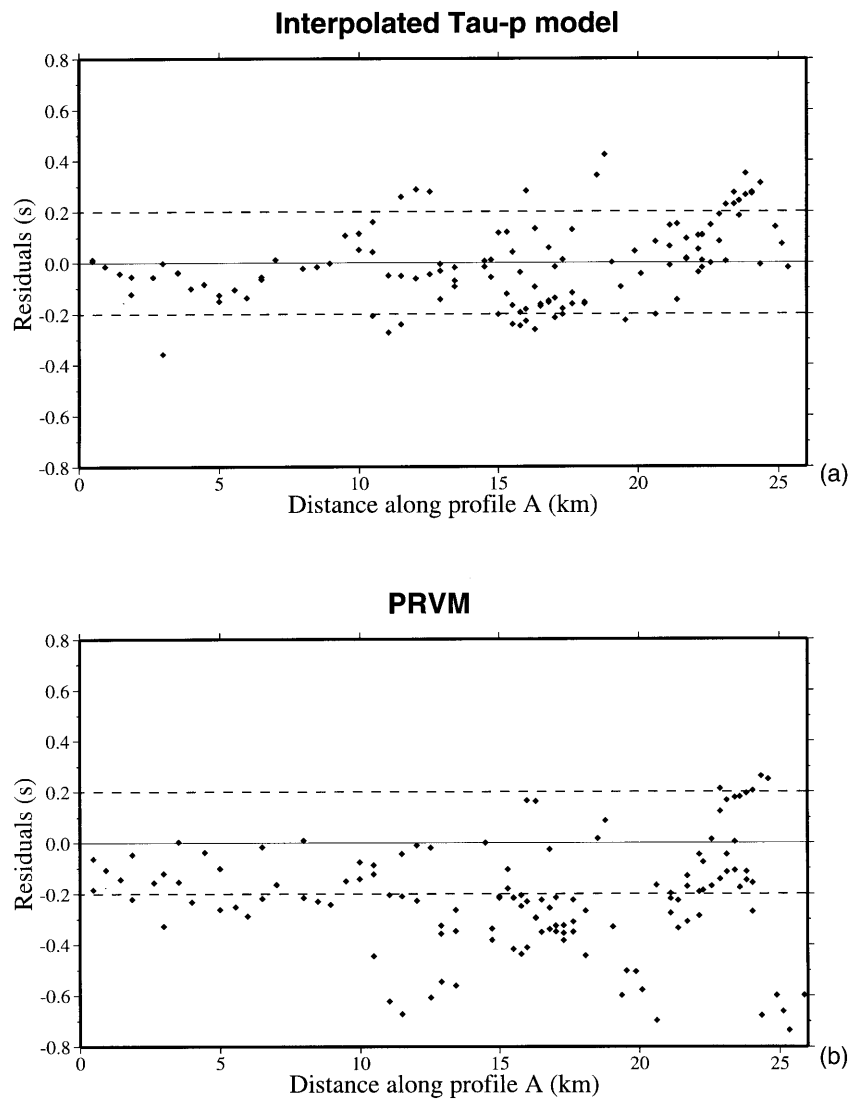 Interpolated Tau-p model
0.8
0.6
0.4
0.2
0.0
-0.2
-0.4
-0.6
-0.8
Residuals (s)
0 5 10 15 20 25
Distance along profile A (km)
(a)
PRVM
0.8
0.6
0.4
0.2
0.0
-0.2
-0.4
-0.6
-0.8
Residuals (s)
0 5 10 15 20 25
Distance along profile A (km)
(b)